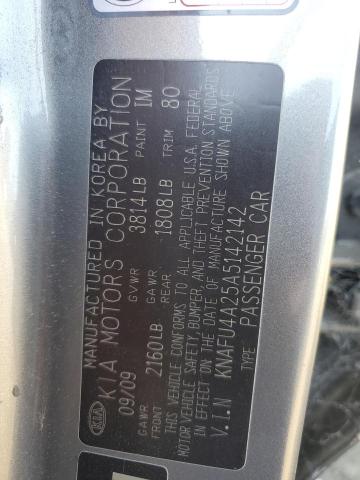 MANUFACTURED IN KOREA BY
KIA KIA MOTORS CORPORATION
09/09 GVWR 3814LB PAINT IM
GAWR FRONT 2160LB GAWR REAR 1808LB TRIM 80
THIS VEHICLE CONFORMS TO ALL APPLICABLE U.S.A. FEDERAL
MOTOR VEHICLE SAFETY, BUMPER, AND THEFT PREVENTION STANDARDS
IN EFFECT ON THE DATE OF MANUFACTURE SHOWN ABOVE
V.I.N KNAFU4A25A5142142
TYPE PASSENGER CAR